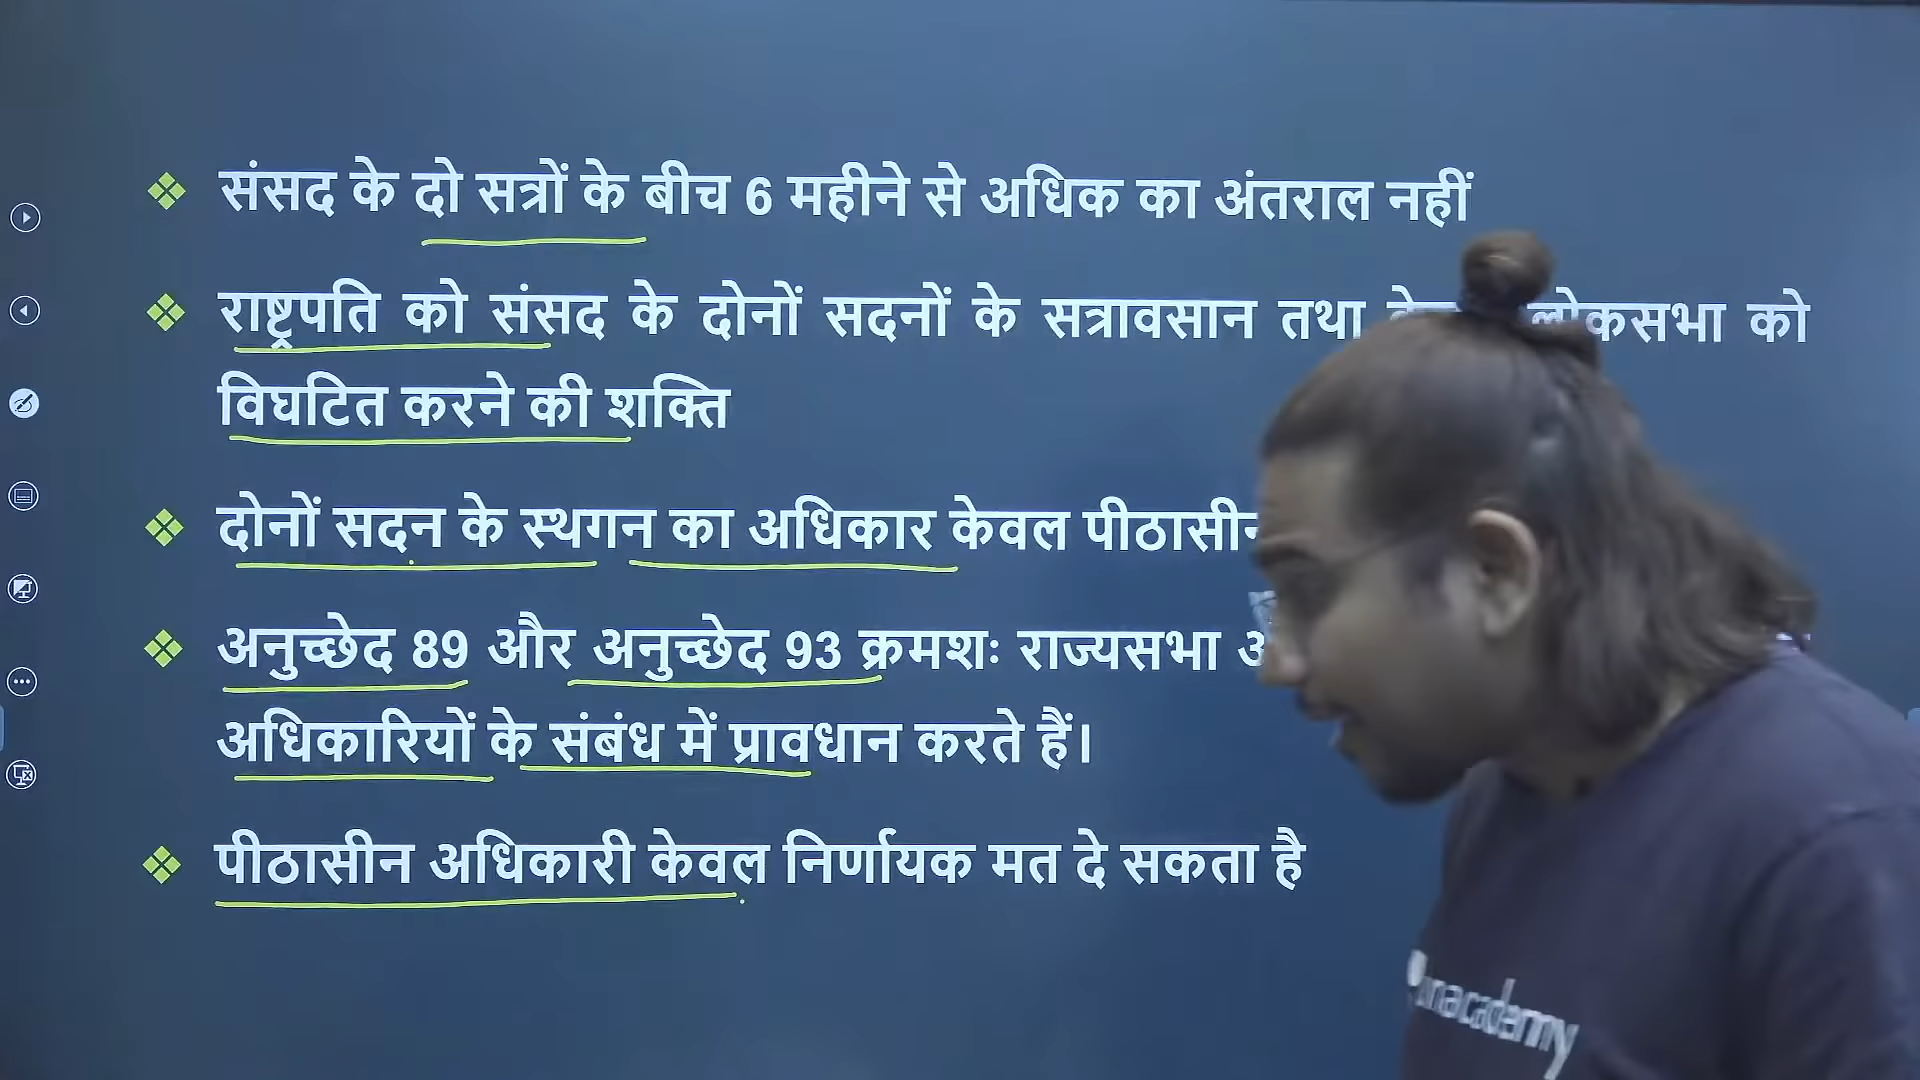 संसद के दो सत्रों के बीच 6 महीने से अधिक का अंतराल नहीं
राष्ट्रपति को संसद के दोनों सदनों के सत्रावसान तथा लोकसभा को
विघटित करने की शक्ति
दोनों सदन के स्थगन का अधिकार केवल
अनुच्छेद 89 और अनुच्छेद 93 क्रमशः राज्यसभा
अधिकारियों के संबंध में प्रावधान करते हैं।
पीठासीन अधिकारी केवल निर्णायक मत दे सकता है
unacademy